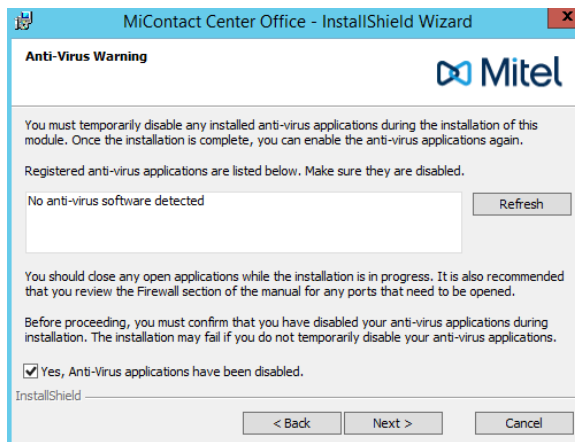 MiContact Center Office - InstallShield Wizard
x
Anti-Virus Warning
Mitel
You must temporarily disable any installed anti-virus applications during the installation of this
module. Once the installation is complete, you can enable the anti-virus applications again.
Registered anti-virus applications are listed below. Make sure they are disabled.
No anti-virus software detected
Refresh
You should close any open applications while the installation is in progress. It is also recommended
that you review the Firewall section of the manual for any ports that need to be opened.
Before proceeding, you must confirm that you have disabled your anti-virus applications during
installation. The installation may fail if you do not temporarily disable your anti-virus applications.
Yes, Anti-Virus applications have been disabled.
InstallShield
< Back
Next >
Cancel